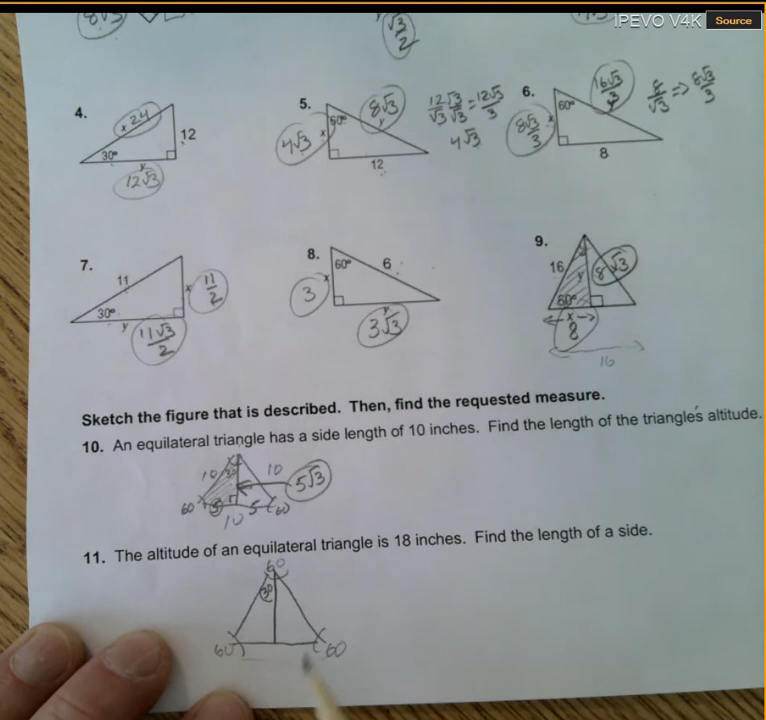 IPEVO V4K Source
8√3
√3/2
4.
x 24
12
30°
y
12√3
5.
60°
8√3
y
4√3
x
12
12/√3 √3/√3 = 12√3/3
4√3
6.
60°
16√3/3
x
8√3/3
8
8/√3 => 8√3/3
7.
11
x
11/2
30°
y
11√3/2
8.
60°
6
x
3
y
3√3
9.
16
y
8√3
60°
x
8
16
Sketch the figure that is described. Then, find the requested measure.
10. An equilateral triangle has a side length of 10 inches. Find the length of the triangle's altitude.
10 30 10
5√3
60 5 5 60
10
11. The altitude of an equilateral triangle is 18 inches. Find the length of a side.
60
30
60 60